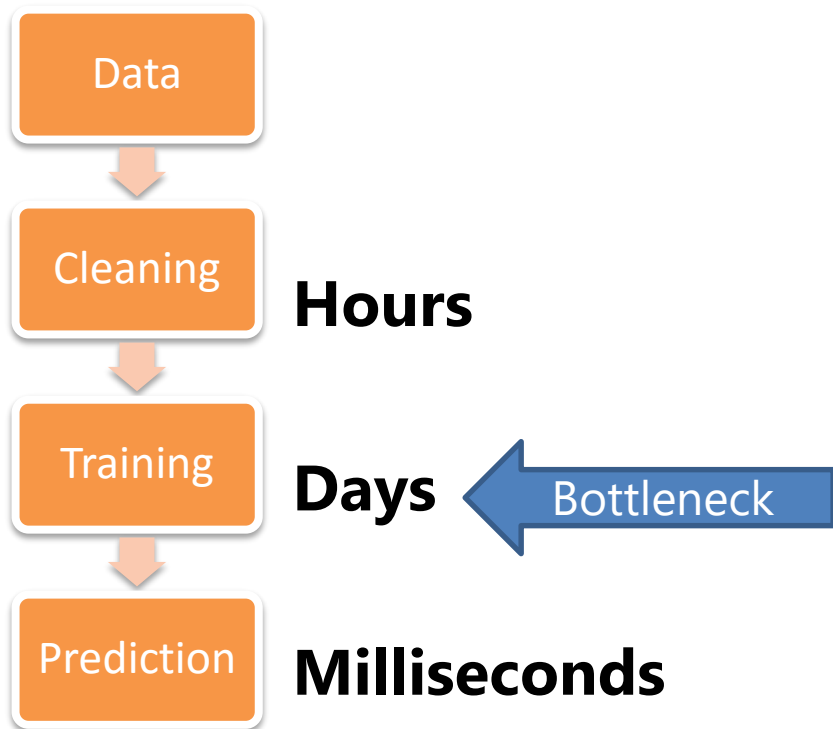 Data
Cleaning
Hours
Training
Days
Bottleneck
Prediction
Milliseconds